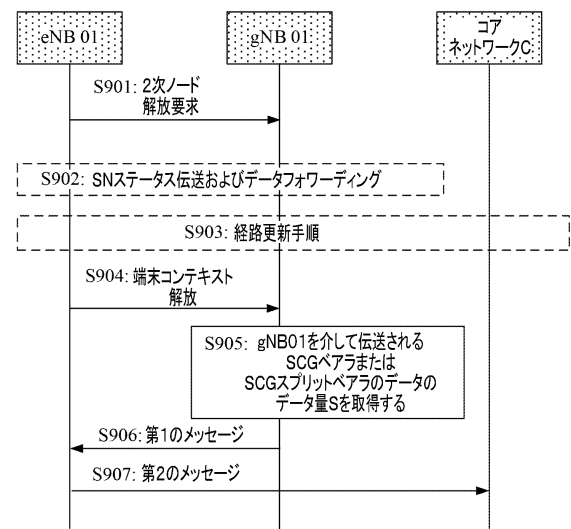 eNB 01
gNB 01
コア
ネットワークC
S901: 2次ノード
解放要求
S902: SNステータス伝送およびデータフォワーディング
S903: 経路更新手順
S904: 端末コンテキスト
解放
S905: gNB01を介して伝送される
SCGベアラまたは
SCGスプリットベアラのデータの
データ量Sを取得する
S906: 第1のメッセージ
S907: 第2のメッセージ